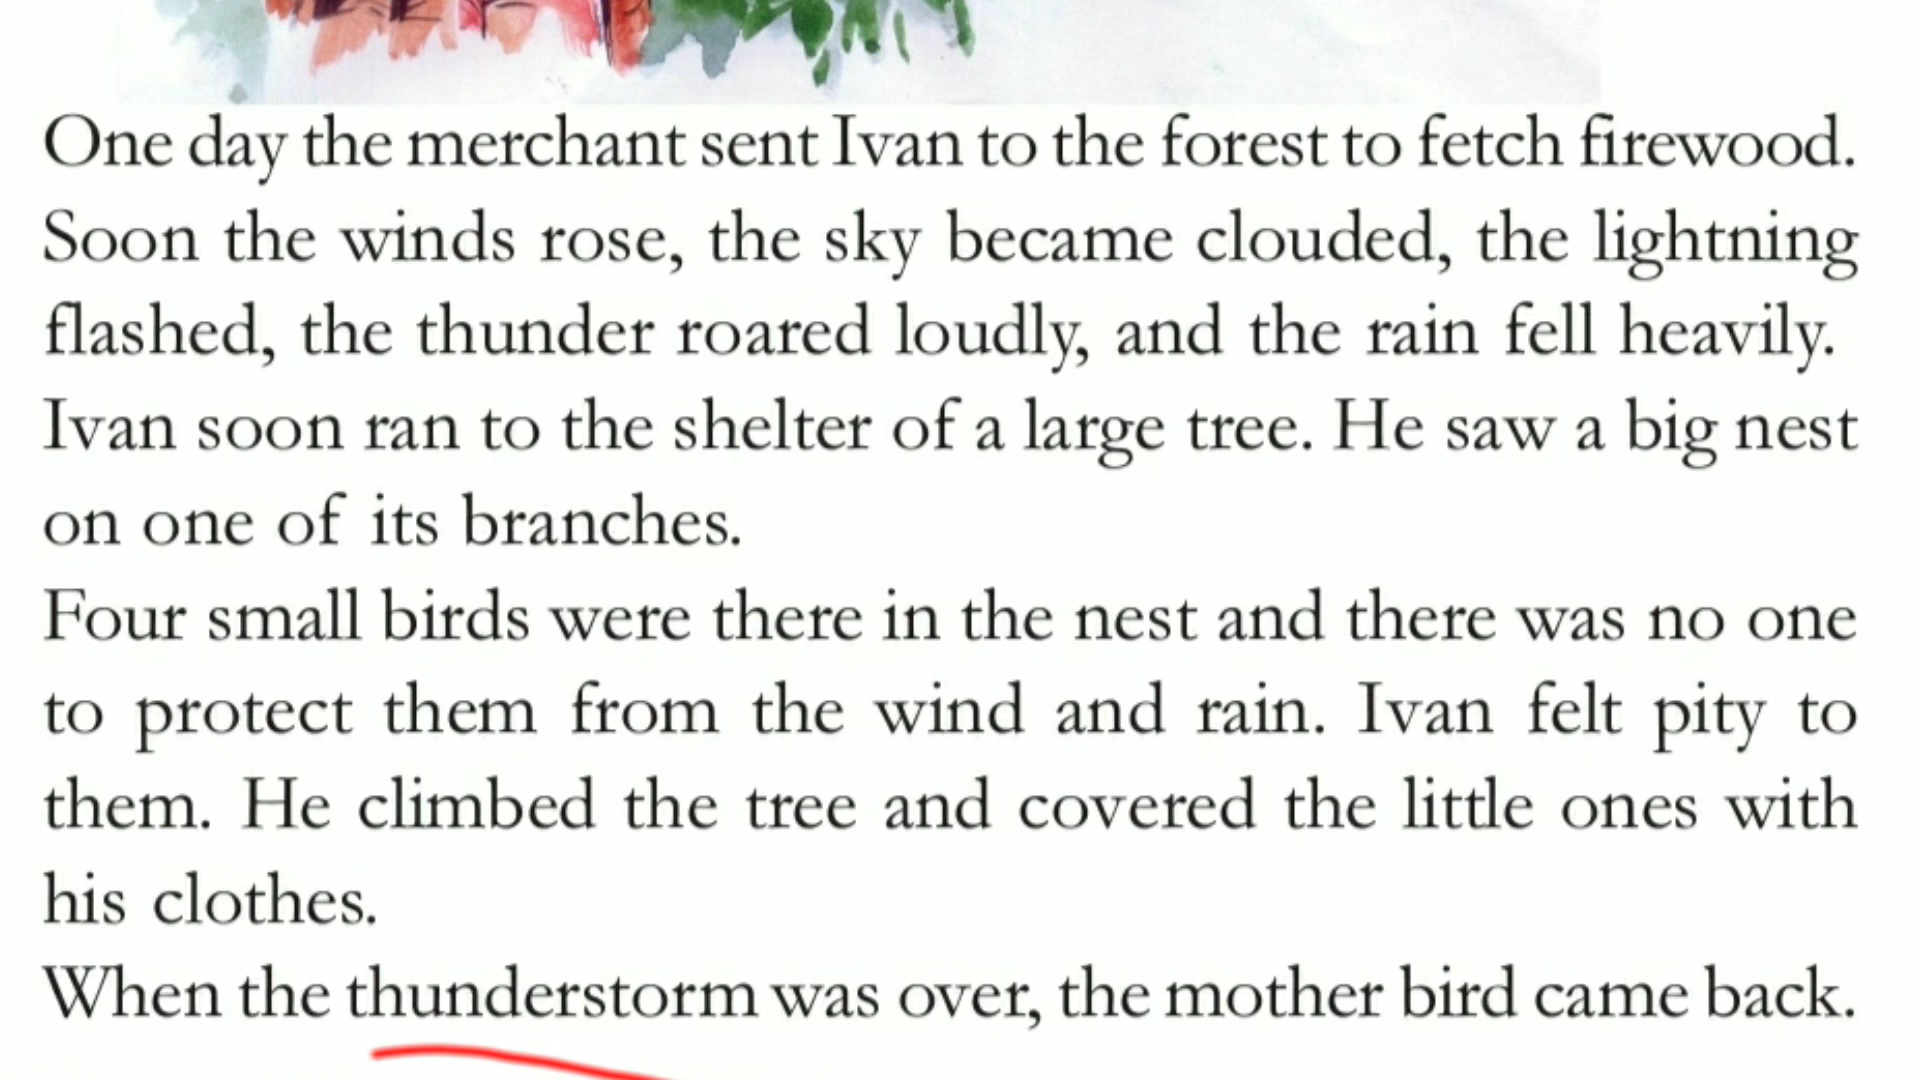 One day the merchant sent Ivan to the forest to fetch firewood.
Soon the winds rose, the sky became clouded, the lightning
flashed, the thunder roared loudly, and the rain fell heavily.
Ivan soon ran to the shelter of a large tree. He saw a big nest
on one of its branches.
Four small birds were there in the nest and there was no one
to protect them from the wind and rain. Ivan felt pity to
them. He climbed the tree and covered the little ones with
his clothes.
When the thunderstorm was over, the mother bird came back.